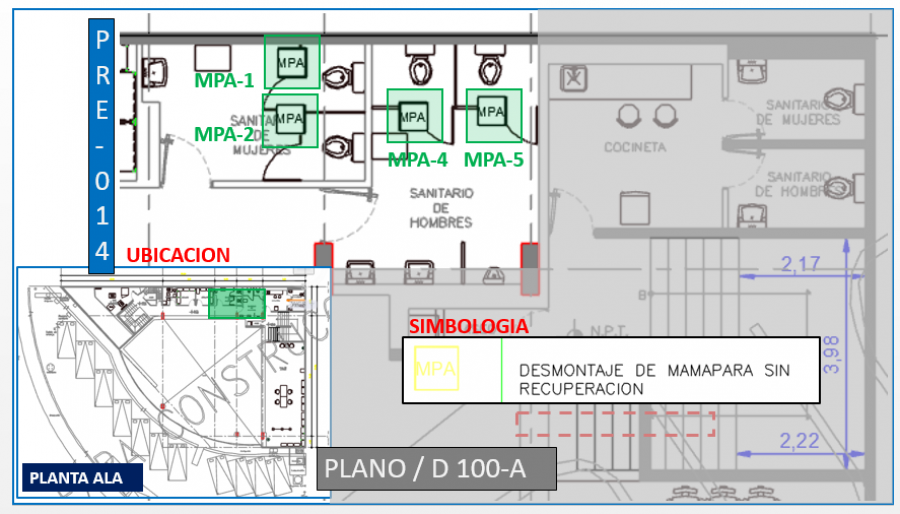 PRE-014
MPA
MPA-1
MPA
MPA-2
SANITARIO
DE
MUJERES
MPA
MPA-4
MPA
MPA-5
SANITARIO
DE
HOMBRES
COCINETA
SANITARIO
DE MUJERES
SANITARIO
DE HOMBRES
UBICACION
2,17
3,98
2,22
N.P.T.
B
SIMBOLOGIA
MPA
DESMONTAJE DE MAMAPARA SIN
RECUPERACION
CONSTRUCC
PLANTA ALA
PLANO / D 100-A